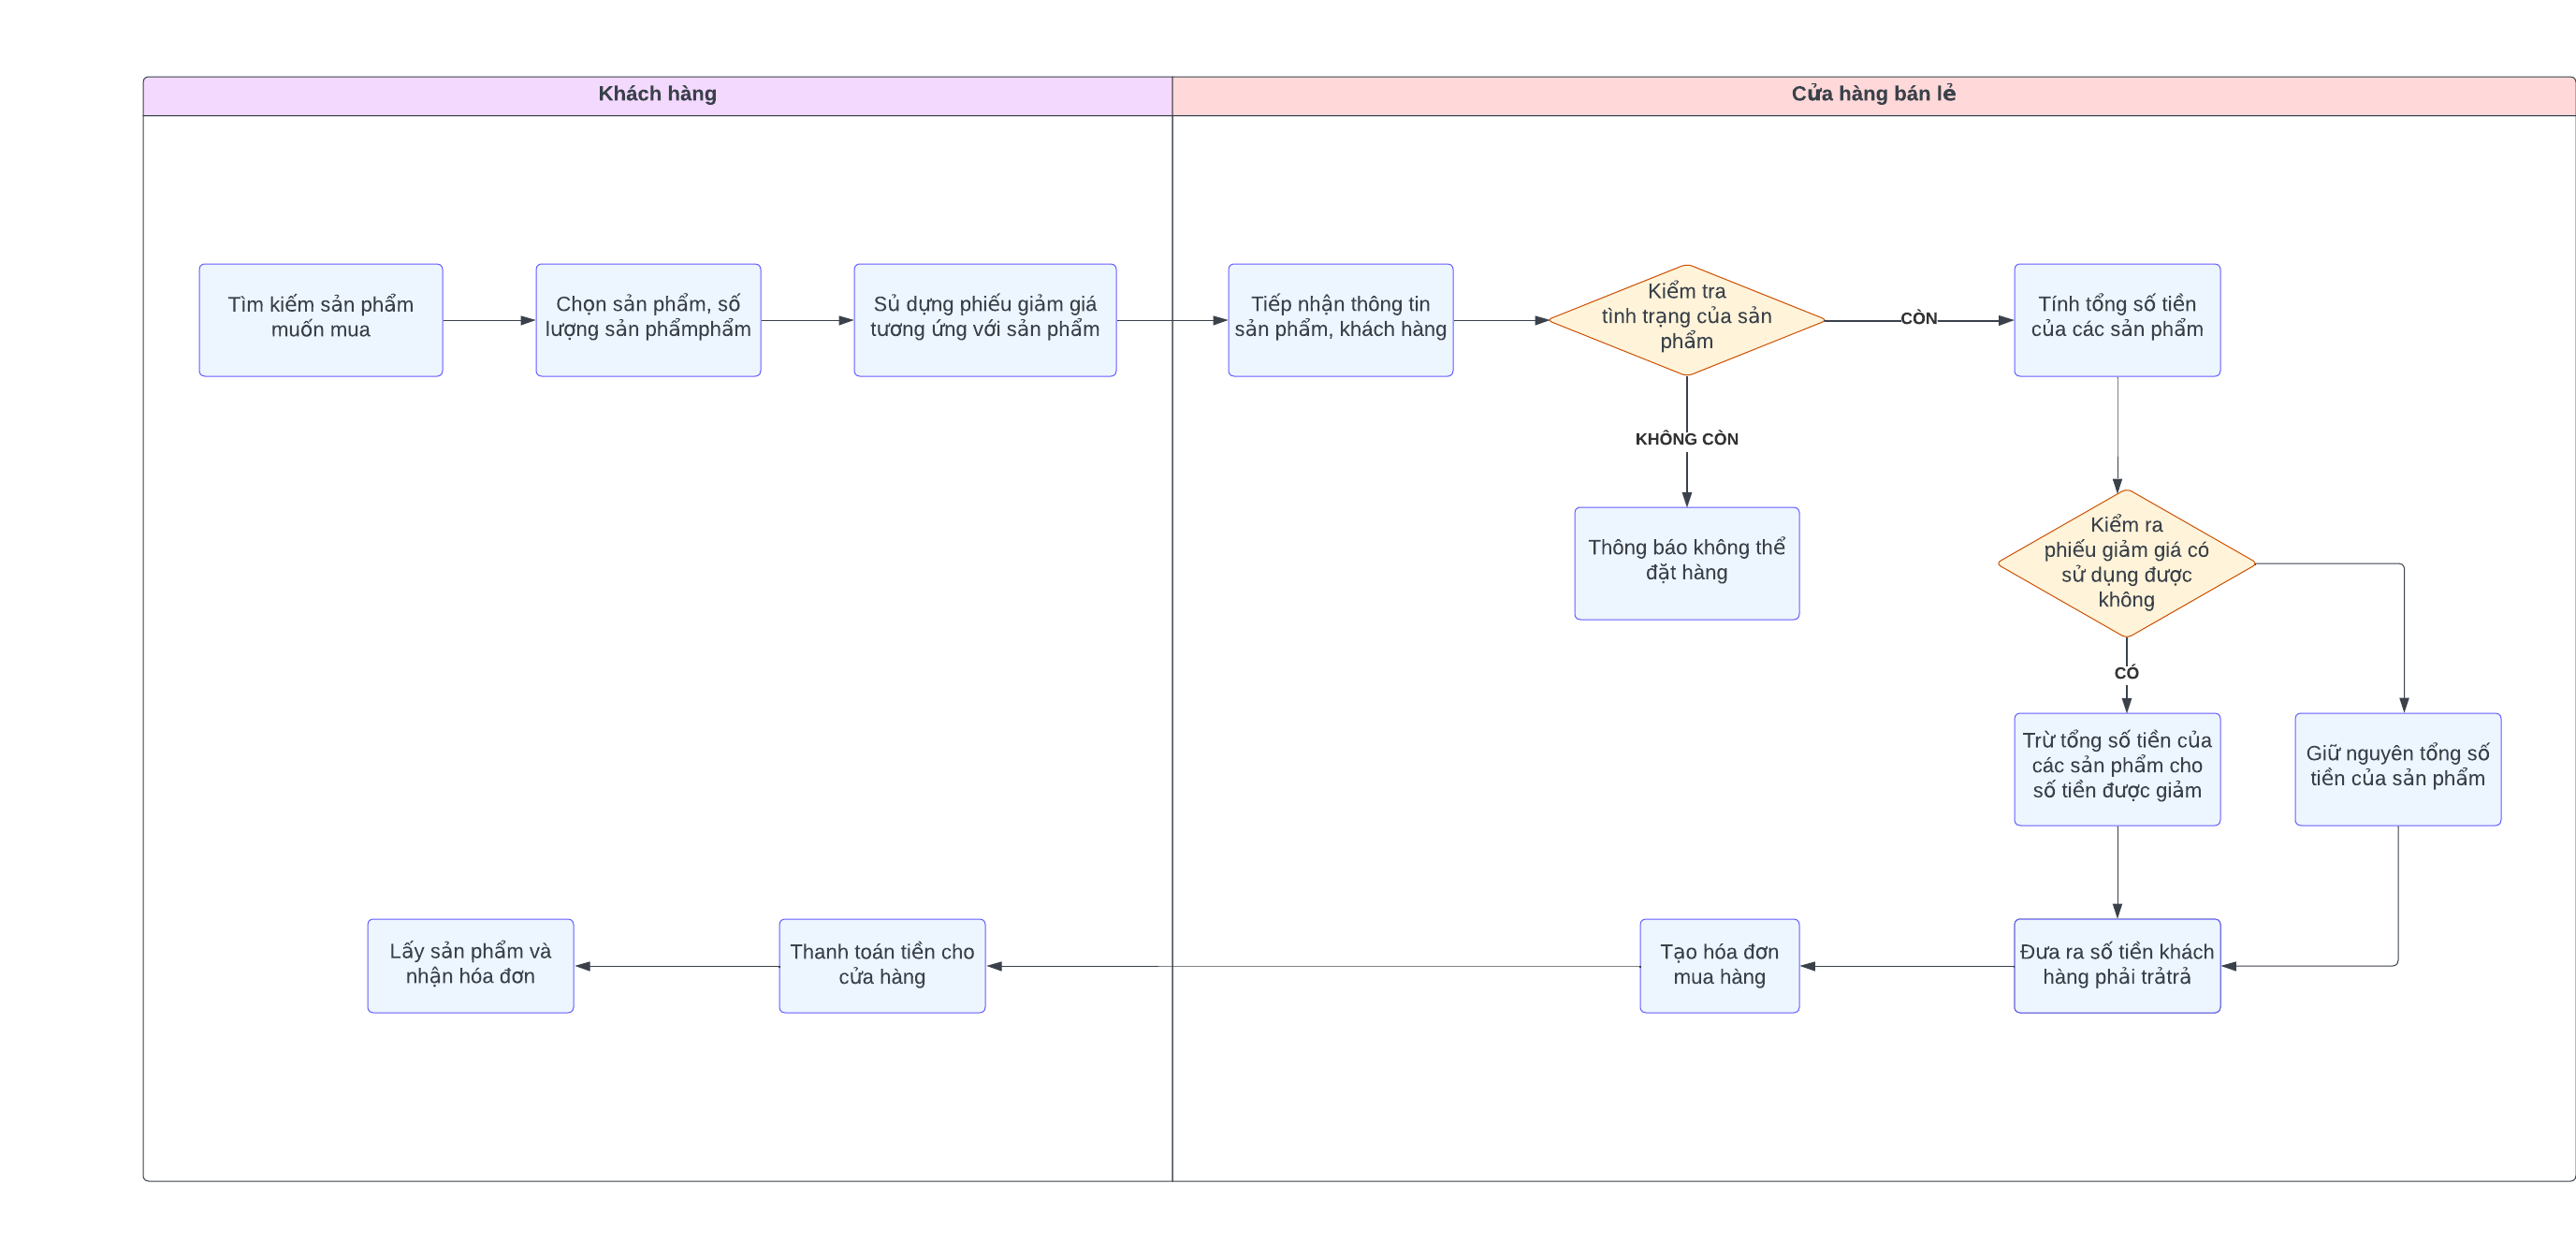 Khách hàng
Cửa hàng bán lẻ
Tìm kiếm sản phẩm
muốn mua
Chọn sản phẩm, số
lượng sản phẩmphẩm
Sủ dựng phiếu giảm giá
tương ứng với sản phẩm
Tiếp nhận thông tin
sản phẩm, khách hàng
Kiểm tra
tình trạng của sản
phẩm
CÒN
Tính tổng số tiền
của các sản phẩm
KHÔNG CÒN
Thông báo không thể
đặt hàng
Kiểm ra
phiếu giảm giá có
sử dụng được
không
CÓ
Trừ tổng số tiền của
các sản phẩm cho
số tiền được giảm
Giữ nguyên tổng số
tiền của sản phẩm
Lấy sản phẩm và
nhận hóa đơn
Thanh toán tiền cho
cửa hàng
Tạo hóa đơn
mua hàng
Đưa ra số tiền khách
hàng phải trảtrả